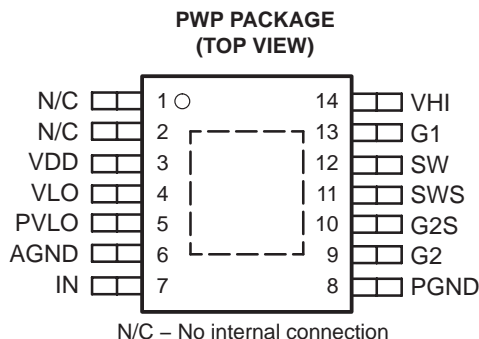 PWP PACKAGE
(TOP VIEW)
N/C 1 14 VHI
N/C 2 13 G1
VDD 3 12 SW
VLO 4 11 SWS
PVLO 5 10 G2S
AGND 6 9 G2
IN 7 8 PGND
N/C – No internal connection